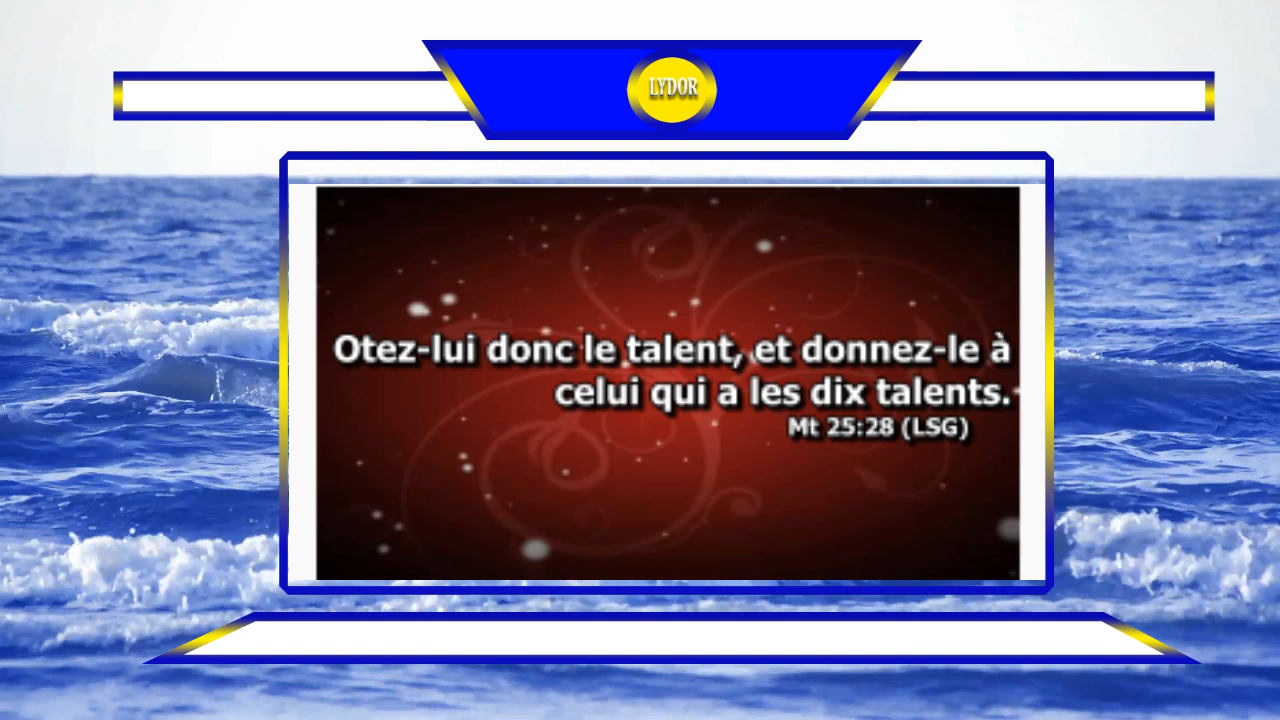 LYDOR
Otez-lui donc le talent, et donnez-le à
celui qui a les dix talents.
Mt 25:28 (LSG)